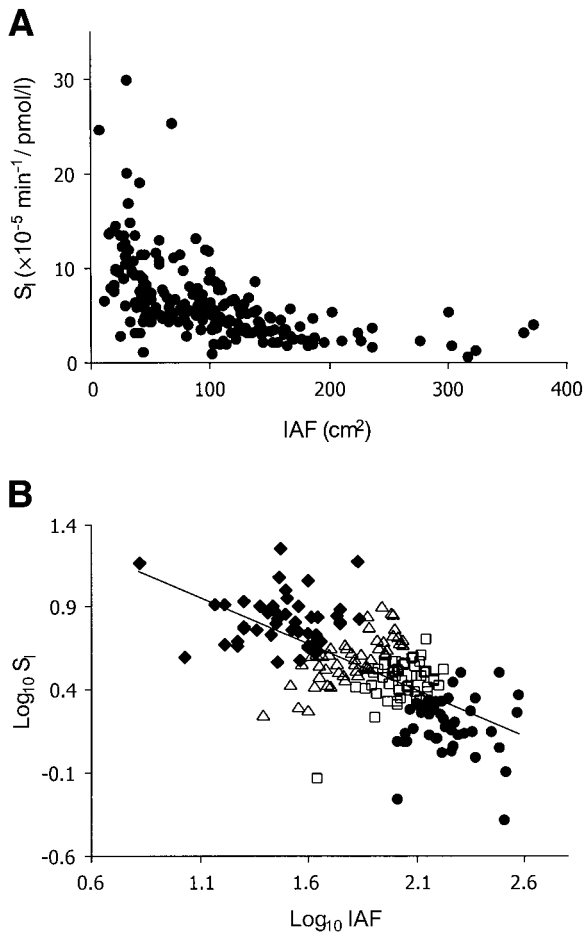 A
30
20
10
0
S_I (×10⁻⁵ min⁻¹ / pmol/l)
0 100 200 300 400
IAF (cm²)
B
1.4
0.9
0.4
-0.1
-0.6
Log₁₀ S_I
0.6 1.1 1.6 2.1 2.6
Log₁₀ IAF